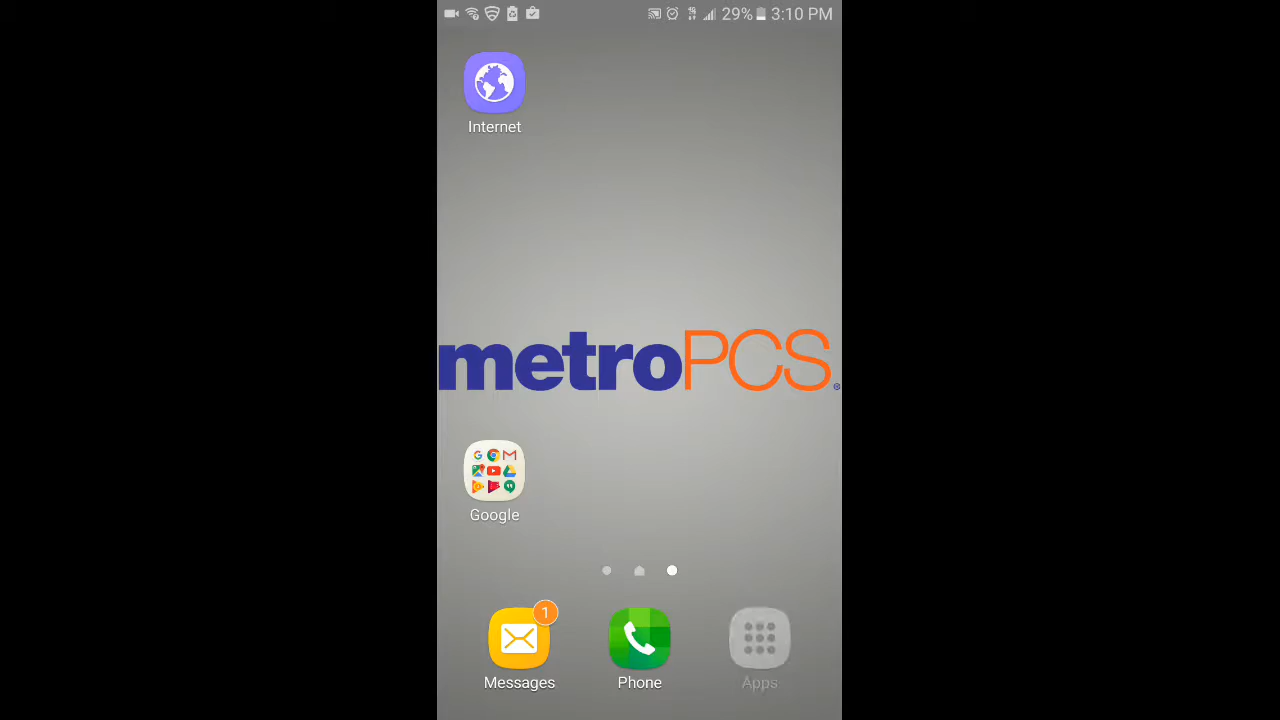 29% 3:10 PM
Internet
metroPCS®
Google
1
Messages
Phone
Apps